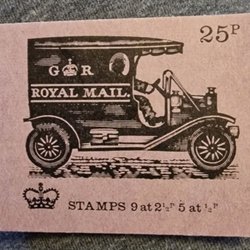 25P
G R
ROYAL MAIL.
STAMPS 9 at 2½P 5 at ½P